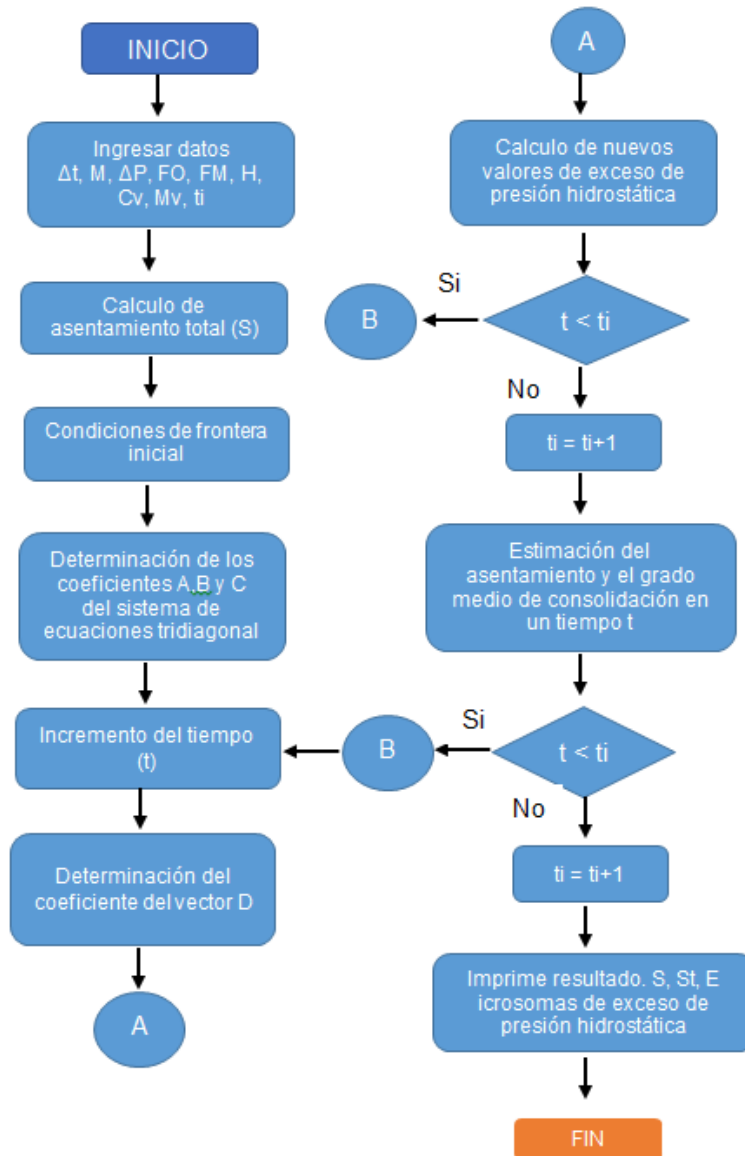 INICIO
Ingresar datos
Δt, M, ΔP, FO, FM, H,
Cv, Mv, ti
Calculo de
asentamiento total (S)
Condiciones de frontera
inicial
Determinación de los
coeficientes A,B y C
del sistema de
ecuaciones tridiagonal
Incremento del tiempo
(t)
Determinación del
coeficiente del vector D
A
A
Calculo de nuevos
valores de exceso de
presión hidrostática
Si
B
t < ti
No
ti = ti+1
Estimación del
asentamiento y el grado
medio de consolidación en
un tiempo t
Si
B
t < ti
No
ti = ti+1
Imprime resultado. S, St, E
icrosomas de exceso de
presión hidrostática
FIN